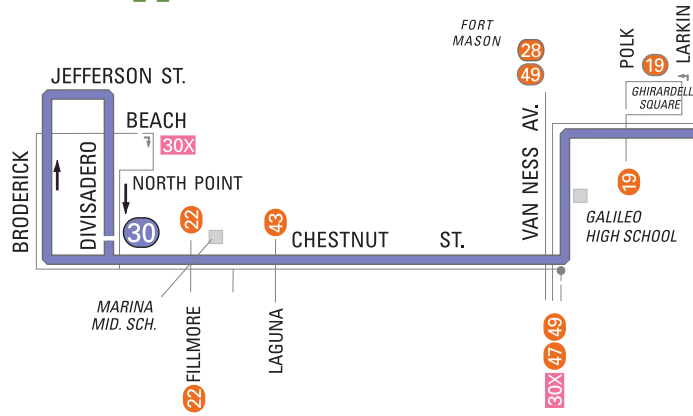 FORT
MASON
28
49
POLK
19
LARKIN
JEFFERSON ST.
GHIRARDELL
SQUARE
BEACH
30X
VAN NESS AV.
BRODERICK
DIVISADERO
NORTH POINT
30
22
43
19
CHESTNUT ST.
GALILEO
HIGH SCHOOL
MARINA
MID. SCH.
FILLMORE
22
LAGUNA
49
47
30X